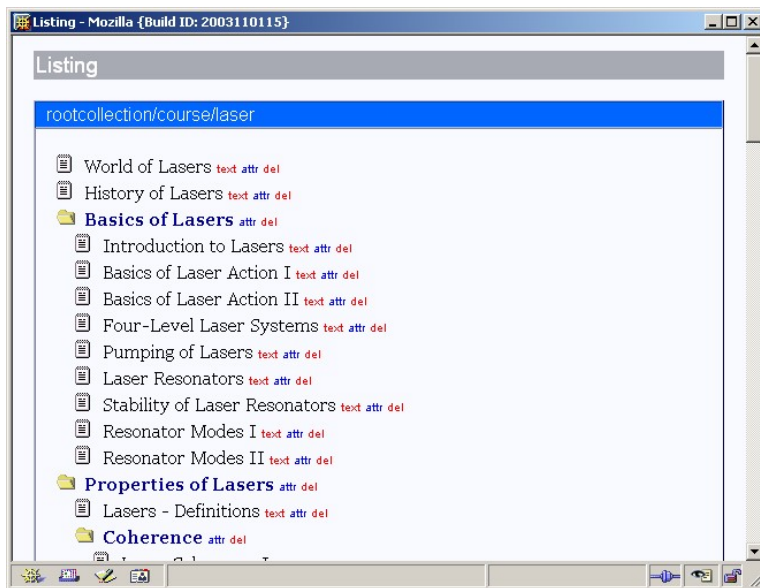 Listing - Mozilla {Build ID: 2003110115}
Listing
rootcollection/course/laser
World of Lasers text attr del
History of Lasers text attr del
Basics of Lasers attr del
Introduction to Lasers text attr del
Basics of Laser Action I text attr del
Basics of Laser Action II text attr del
Four-Level Laser Systems text attr del
Pumping of Lasers text attr del
Laser Resonators text attr del
Stability of Laser Resonators text attr del
Resonator Modes I text attr del
Resonator Modes II text attr del
Properties of Lasers attr del
Lasers - Definitions text attr del
Coherence attr del